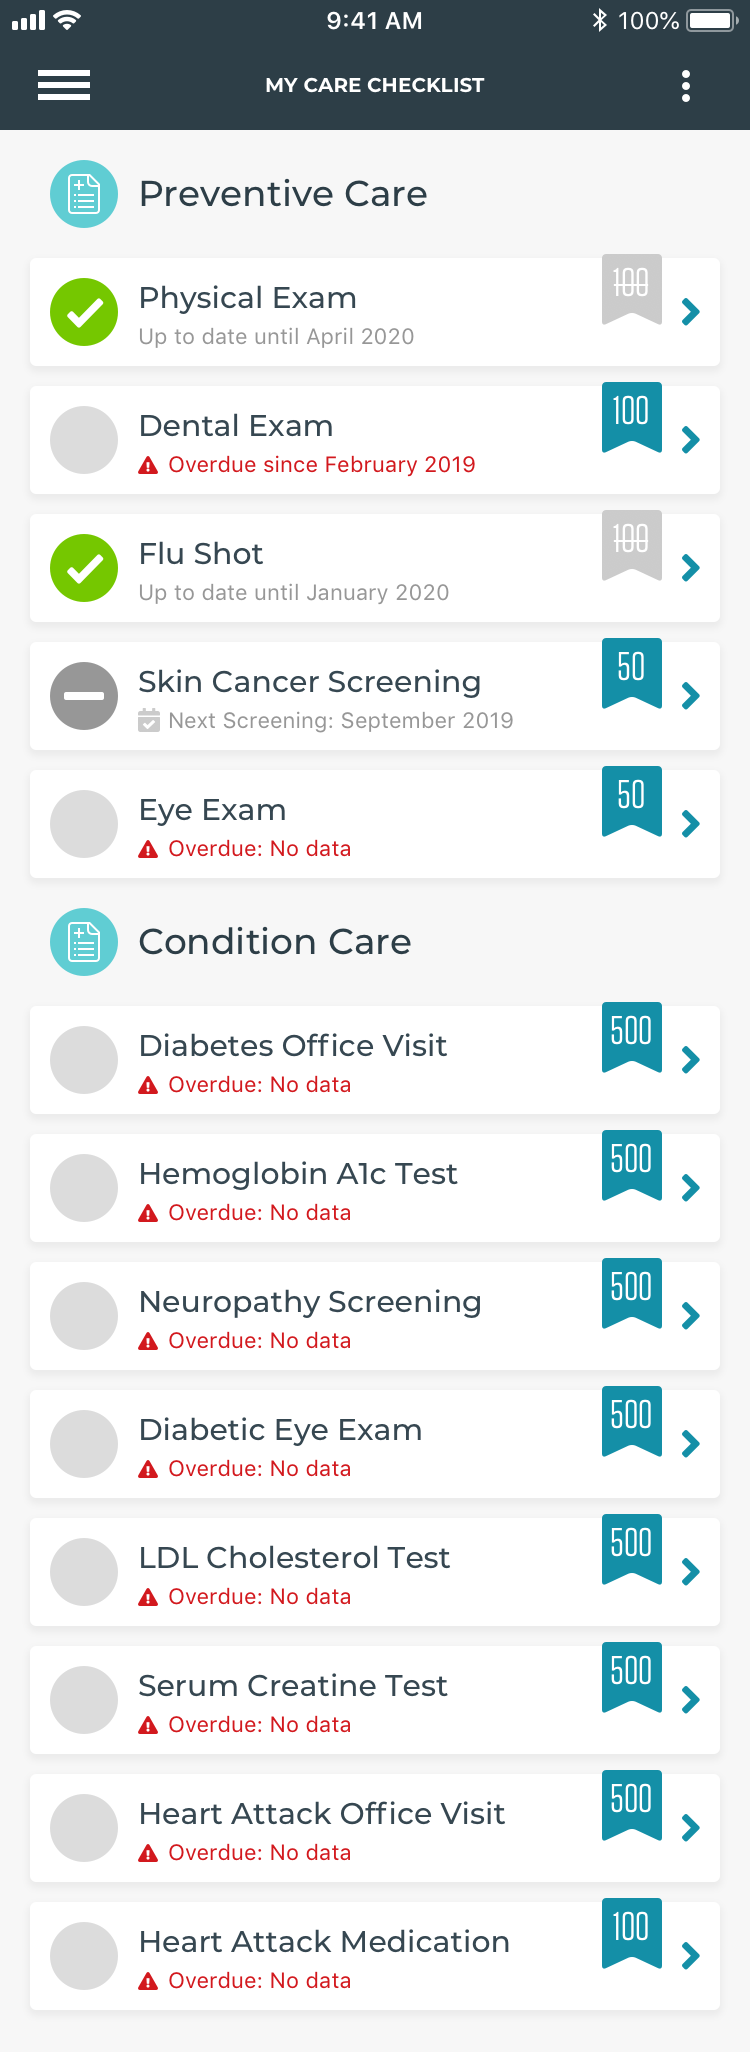 9:41 AM
100%
MY CARE CHECKLIST
Preventive Care
Physical Exam
100
Up to date until April 2020
Dental Exam
100
Overdue since February 2019
Flu Shot
100
Up to date until January 2020
Skin Cancer Screening
50
Next Screening: September 2019
Eye Exam
50
Overdue: No data
Condition Care
Diabetes Office Visit
500
Overdue: No data
Hemoglobin A1c Test
500
Overdue: No data
Neuropathy Screening
500
Overdue: No data
Diabetic Eye Exam
500
Overdue: No data
LDL Cholesterol Test
500
Overdue: No data
Serum Creatine Test
500
Overdue: No data
Heart Attack Office Visit
500
Overdue: No data
Heart Attack Medication
100
Overdue: No data